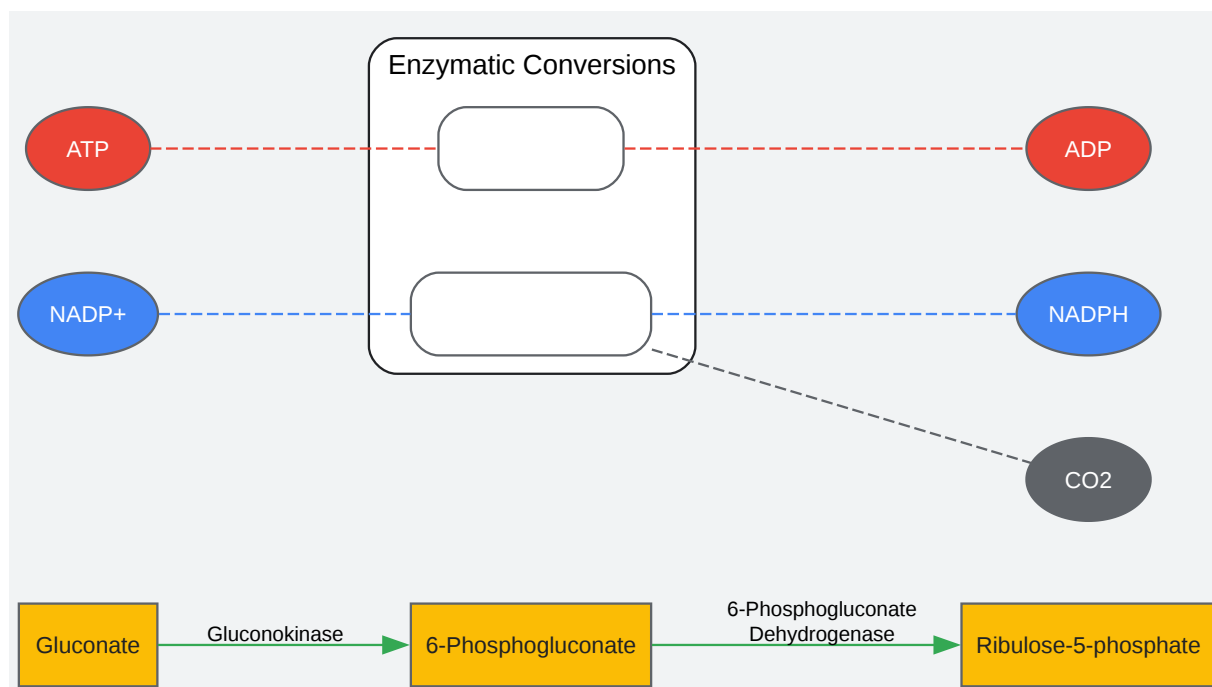 Enzymatic Conversions
ATP
ADP
NADP+
NADPH
CO2
Gluconate
Gluconokinase
6-Phosphogluconate
6-Phosphogluconate
Dehydrogenase
Ribulose-5-phosphate